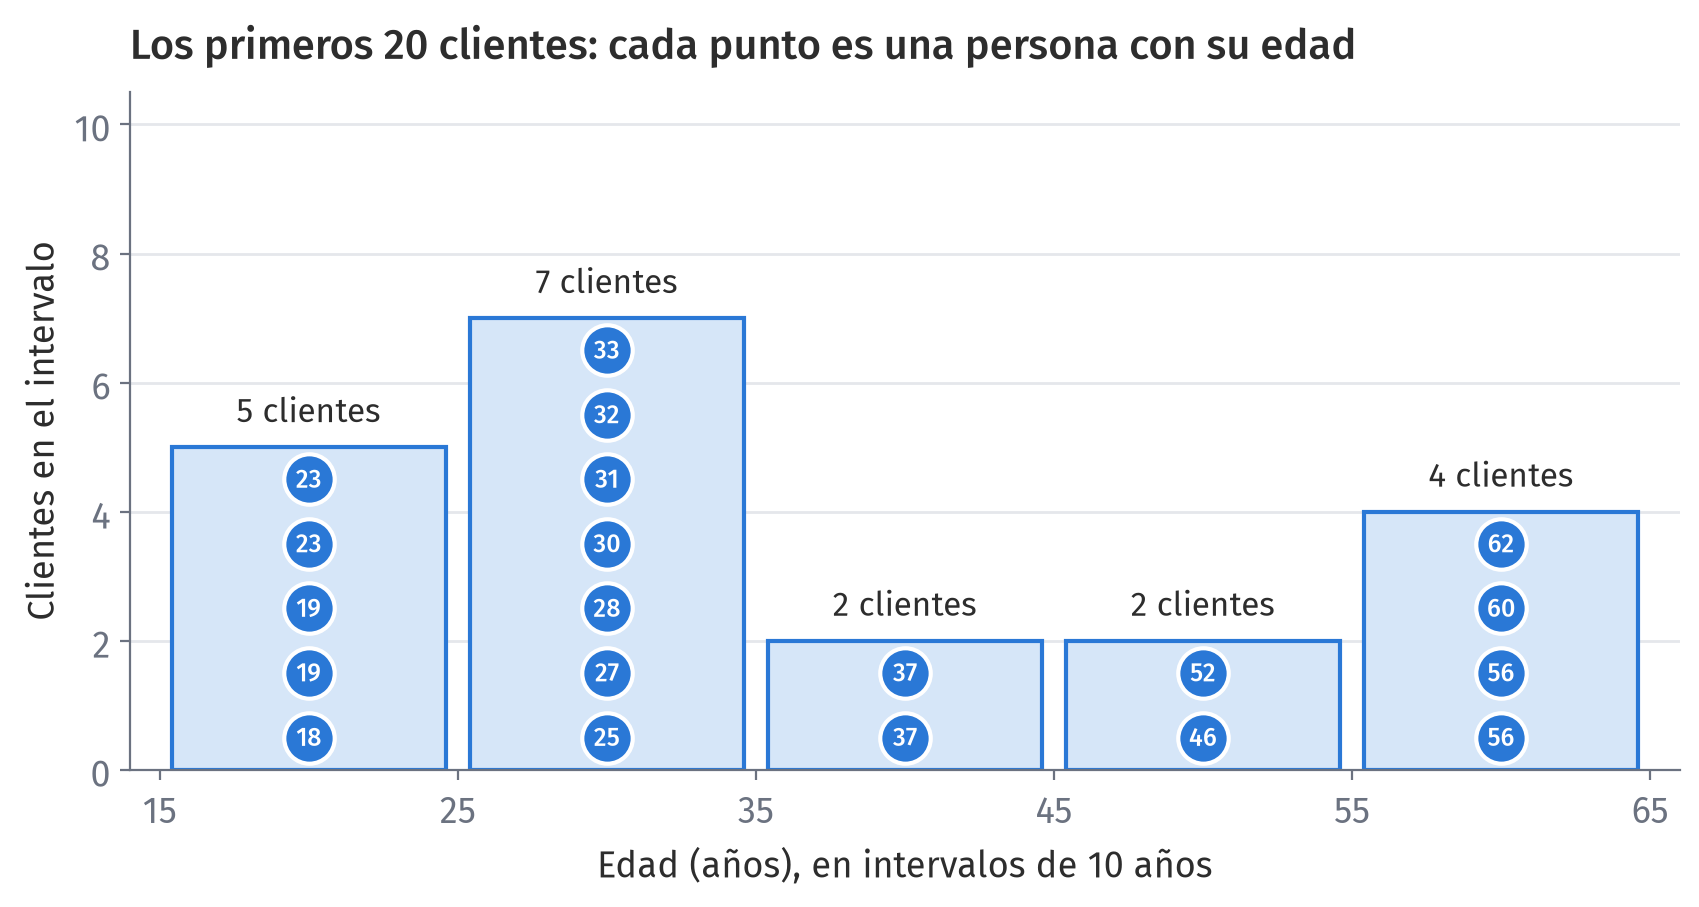 Los primeros 20 clientes: cada punto es una persona con su edad
Clientes en el intervalo
10
8
6
4
2
0
5 clientes
23
23
19
19
18
7 clientes
33
32
31
30
28
27
25
2 clientes
37
37
2 clientes
52
46
4 clientes
62
60
56
56
15 25 35 45 55 65
Edad (años), en intervalos de 10 años